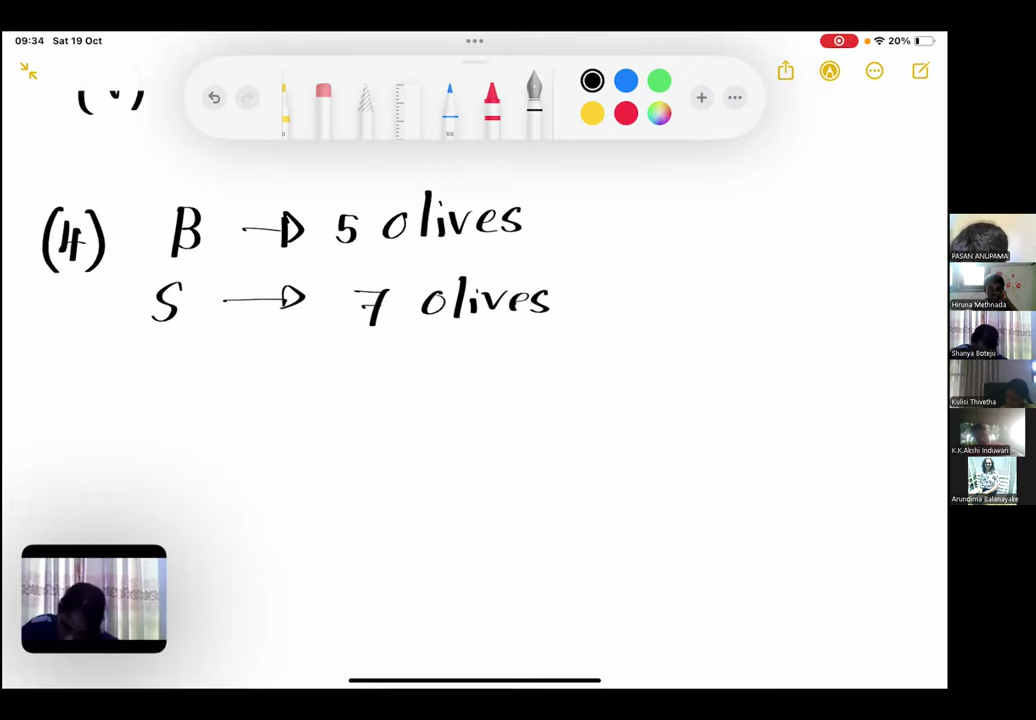 09:34 Sat 19 Oct
20%
(v)
50
(4) B → 5 olives
S → 7 olives
PASAN ANUPAMA
Hiruna Methnada
Shanya Boteju
Kulisi Thivetha
K.K.Akshi Induwari
Arundima Balanayake